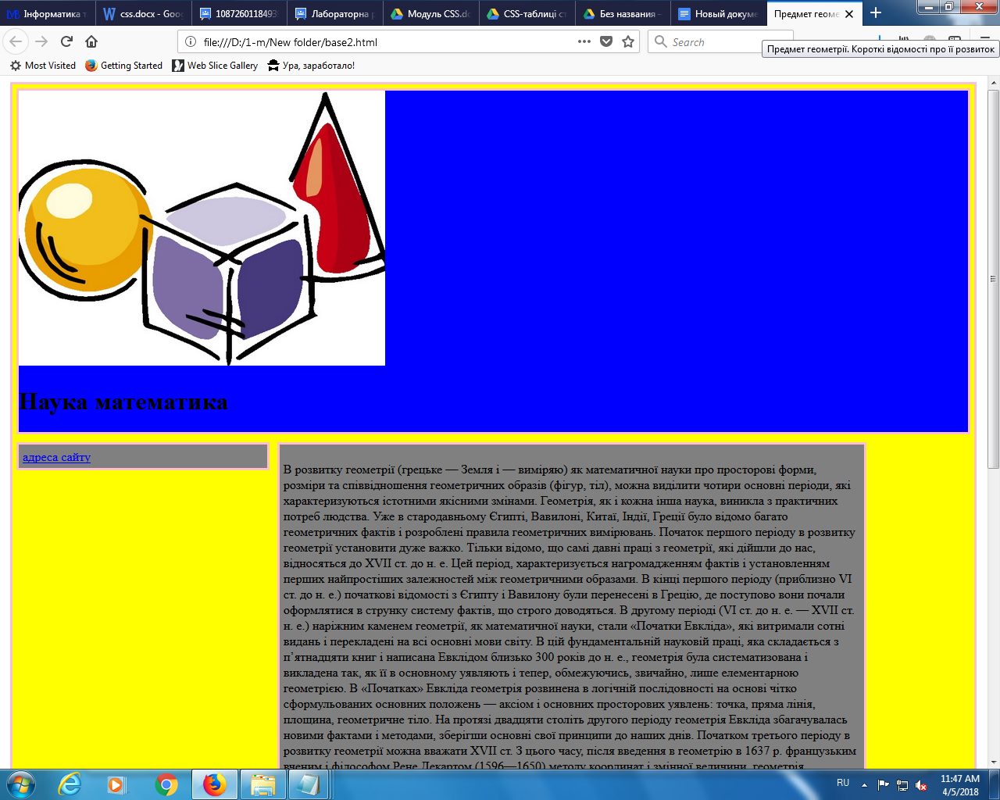 Інформатика т
css.docx - Goo
1087260118493
Лабораторна р
Модуль CSS.do
CSS-таблиці ст
Без названия –
Новый докуме
Предмет геоме
file:///D:/1-m/New folder/base2.html
Search
Предмет геометрії. Короткі відомості про її розвиток
Most Visited
Getting Started
Web Slice Gallery
Ура, заработало!
Наука математика
адреса сайту
В розвитку геометрії (грецьке — Земля і — виміряю) як математичної науки про просторові форми,
розміри та співвідношення геометричних образів (фігур, тіл), можна виділити чотири основні періоди, які
характеризуються істотними якісними змінами. Геометрія, як і кожна інша наука, виникла з практичних
потреб людства. Уже в стародавньому Єгипті, Вавилоні, Китаї, Індії, Греції було відомо багато
геометричних фактів і розроблені правила геометричних вимірювань. Початок першого періоду в розвитку
геометрії установити дуже важко. Тільки відомо, що самі давні праці з геометрії, які дійшли до нас,
відносяться до XVII ст. до н. е. Цей період, характеризується нагромадженням фактів і установленням
перших найпростіших залежностей між геометричними образами. В кінці першого періоду (приблизно VI
ст. до н. е.) початкові відомості з Єгипту і Вавилону були перенесені в Грецію, де поступово вони почали
оформлятися в струнку систему фактів, що строго доводяться. В другому періоді (VI ст. до н. е. — XVII ст.
н. е.) наріжним каменем геометрії, як математичної науки, стали «Початки Евкліда», які витримали сотні
видань і перекладені на всі основні мови світу. В цій фундаментальній науковій праці, яка складається з
п’ятнадцяти книг і написана Евклідом близько 300 років до н. е., геометрія була систематизована і
викладена так, як її в основному уявляють і тепер, обмежуючись, звичайно, лише елементарною
геометрією. В «Початках» Евкліда геометрія розвинена в логічній послідовності на основі чітко
сформульованих основних положень — аксіом і основних просторових уявлень: точка, пряма лінія,
площина, геометричне тіло. На протязі двадцяти століть другого періоду геометрія Евкліда збагачувалась
новими фактами і методами, зберігши основні свої принципи до наших днів. Початком третього періоду в
розвитку геометрії можна вважати XVII ст. З цього часу, після введення в геометрію в 1637 р. французьким
вченим і філософом Рене Декартом (1596—1650) методу координат і змінної величини, геометрія
RU
11:47 AM
4/5/2018